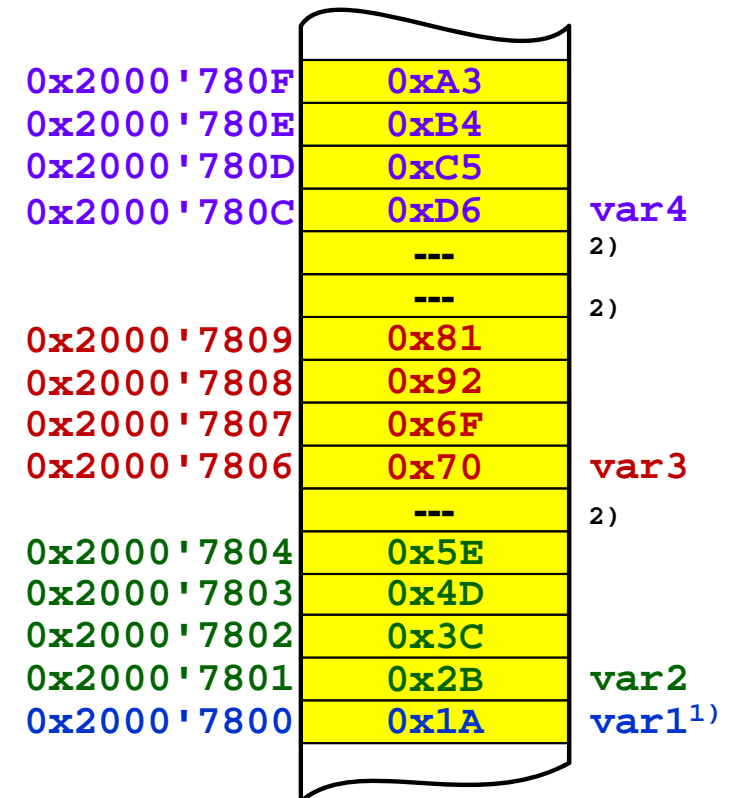 0x2000'780F 0xA3
0x2000'780E 0xB4
0x2000'780D 0xC5
0x2000'780C 0xD6 var4
--- 2)
--- 2)
0x2000'7809 0x81
0x2000'7808 0x92
0x2000'7807 0x6F
0x2000'7806 0x70 var3
--- 2)
0x2000'7804 0x5E
0x2000'7803 0x4D
0x2000'7802 0x3C
0x2000'7801 0x2B var2
0x2000'7800 0x1A var1 1)